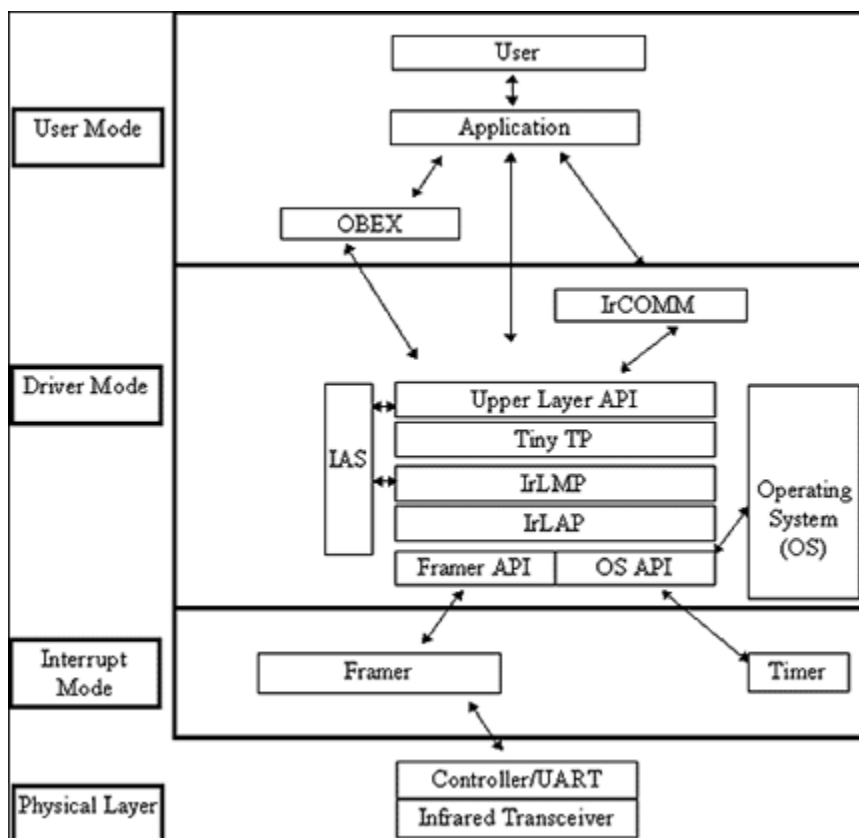 User
User Mode
Application
OBEX
IrCOMM
Driver Mode
Upper Layer API
Tiny TP
IAS
IrLMP
IrLAP
Operating
System
(OS)
Framer API
OS API
Interrupt
Mode
Framer
Timer
Controller/UART
Physical Layer
Infrared Transceiver